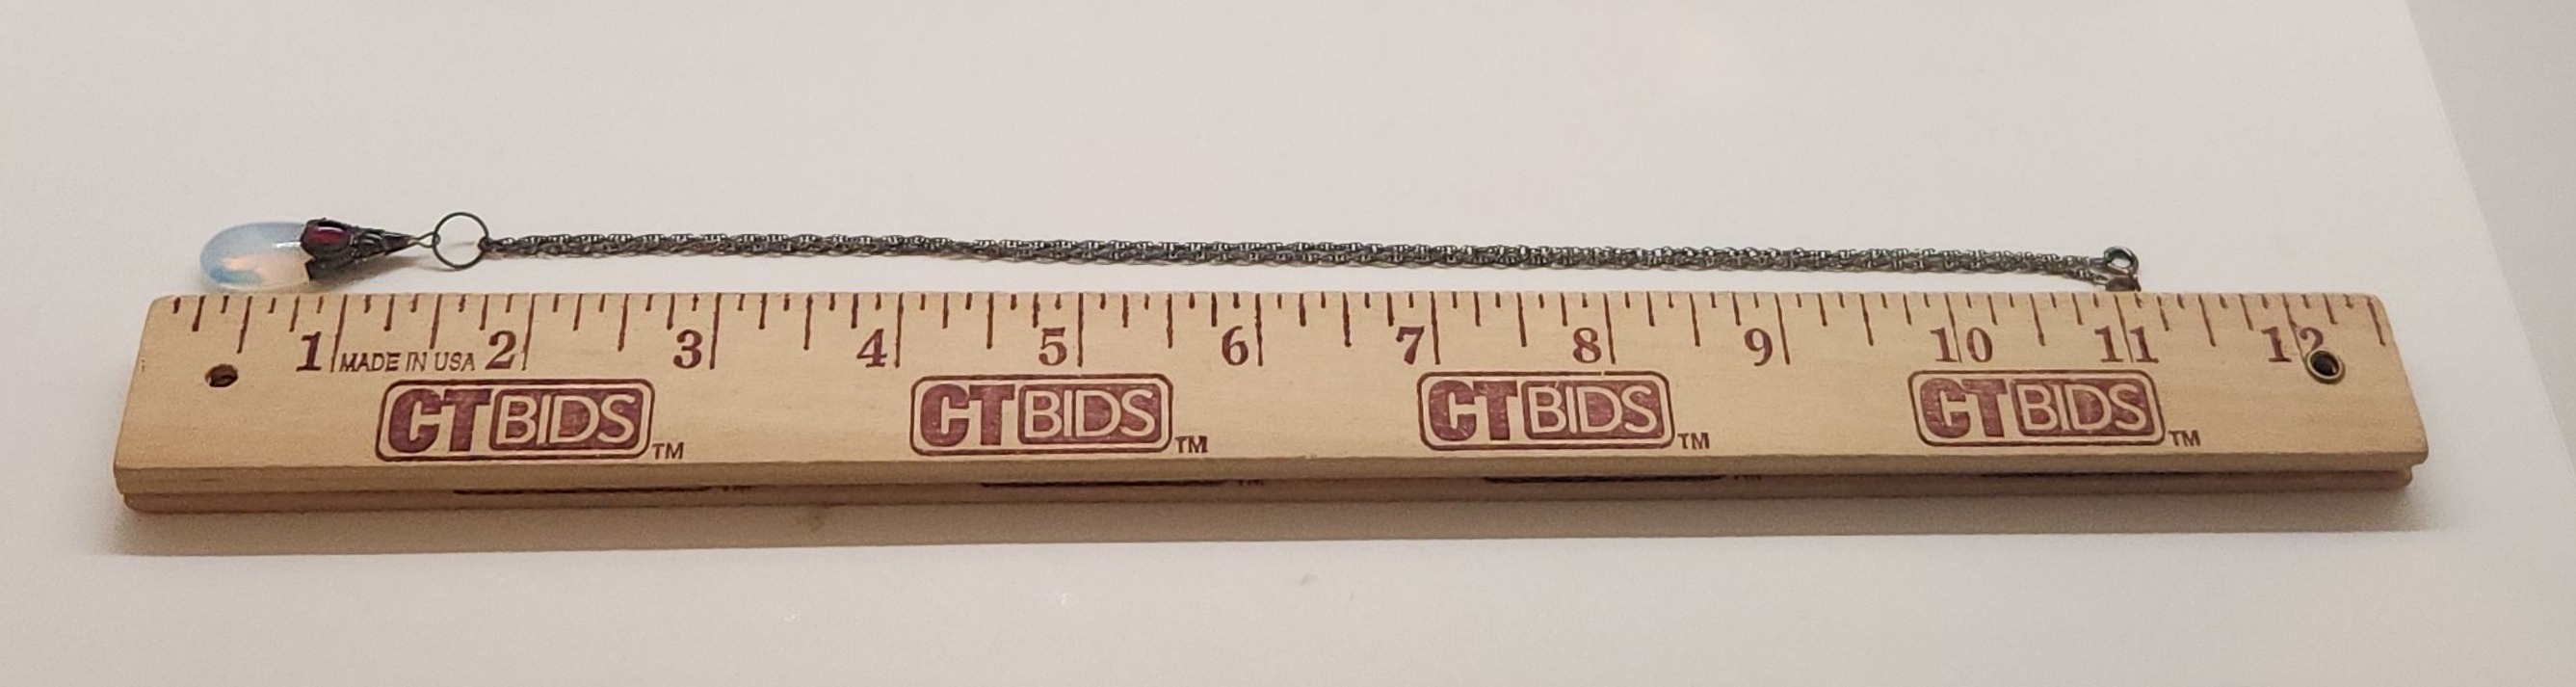 1 MADE IN USA 2 3 4 5 6 7 8 9 10 11 12
CTBIDS™ CTBIDS™ CTBIDS™ CTBIDS™